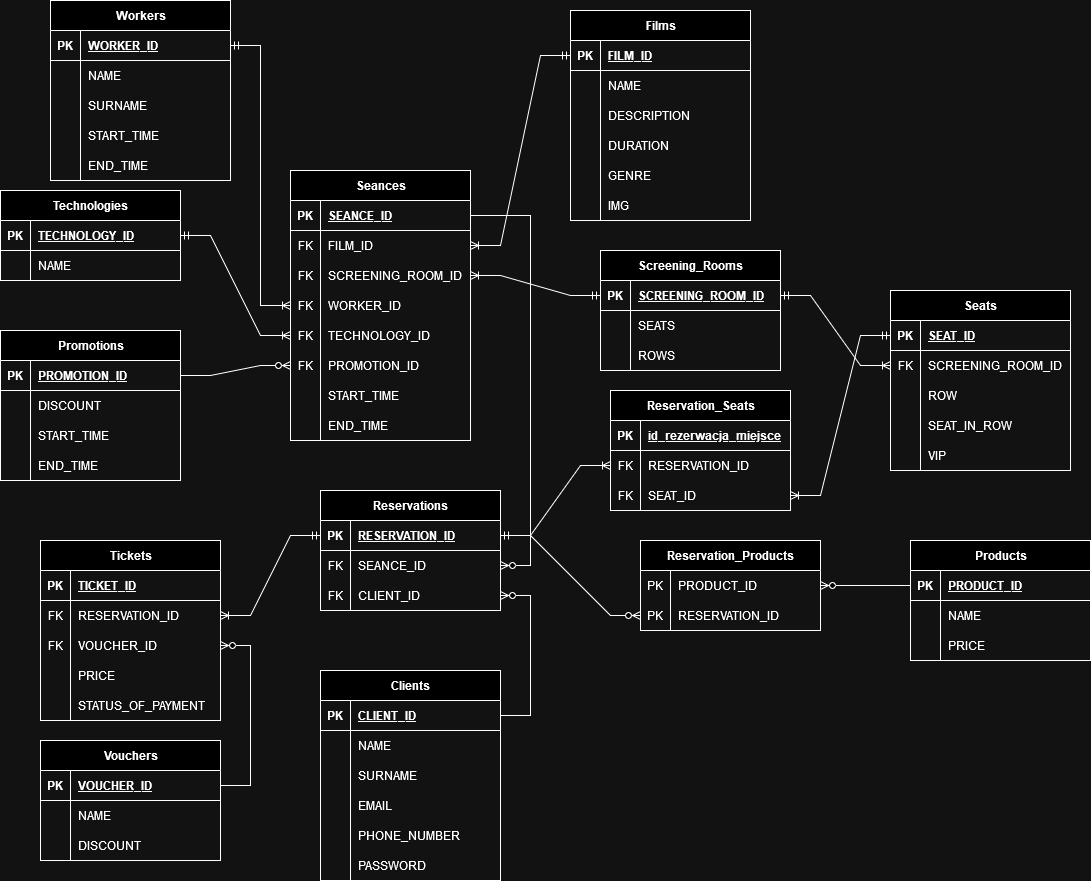 Workers
PK WORKER_ID
NAME
SURNAME
START_TIME
END_TIME
Films
PK FILM_ID
NAME
DESCRIPTION
DURATION
GENRE
IMG
Technologies
PK TECHNOLOGY_ID
NAME
Seances
PK SEANCE_ID
FK FILM_ID
FK SCREENING_ROOM_ID
FK WORKER_ID
FK TECHNOLOGY_ID
FK PROMOTION_ID
START_TIME
END_TIME
Screening_Rooms
PK SCREENING_ROOM_ID
SEATS
ROWS
Seats
PK SEAT_ID
FK SCREENING_ROOM_ID
ROW
SEAT_IN_ROW
VIP
Promotions
PK PROMOTION_ID
DISCOUNT
START_TIME
END_TIME
Reservation_Seats
PK id_rezerwacja_miejsce
FK RESERVATION_ID
FK SEAT_ID
Reservations
PK RESERVATION_ID
FK SEANCE_ID
FK CLIENT_ID
Tickets
PK TICKET_ID
FK RESERVATION_ID
FK VOUCHER_ID
PRICE
STATUS_OF_PAYMENT
Reservation_Products
PK PRODUCT_ID
PK RESERVATION_ID
Products
PK PRODUCT_ID
NAME
PRICE
Clients
PK CLIENT_ID
NAME
SURNAME
EMAIL
PHONE_NUMBER
PASSWORD
Vouchers
PK VOUCHER_ID
NAME
DISCOUNT